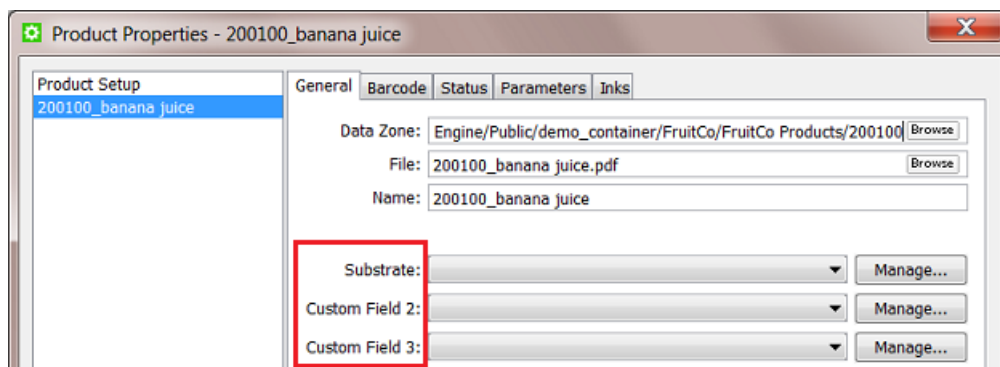 Product Properties - 200100_banana juice
Product Setup
200100_banana juice
General Barcode Status Parameters Inks
Data Zone: Engine/Public/demo_container/FruitCo/FruitCo Products/200100 Browse
File: 200100_banana juice.pdf Browse
Name: 200100_banana juice
Substrate: Manage...
Custom Field 2: Manage...
Custom Field 3: Manage...